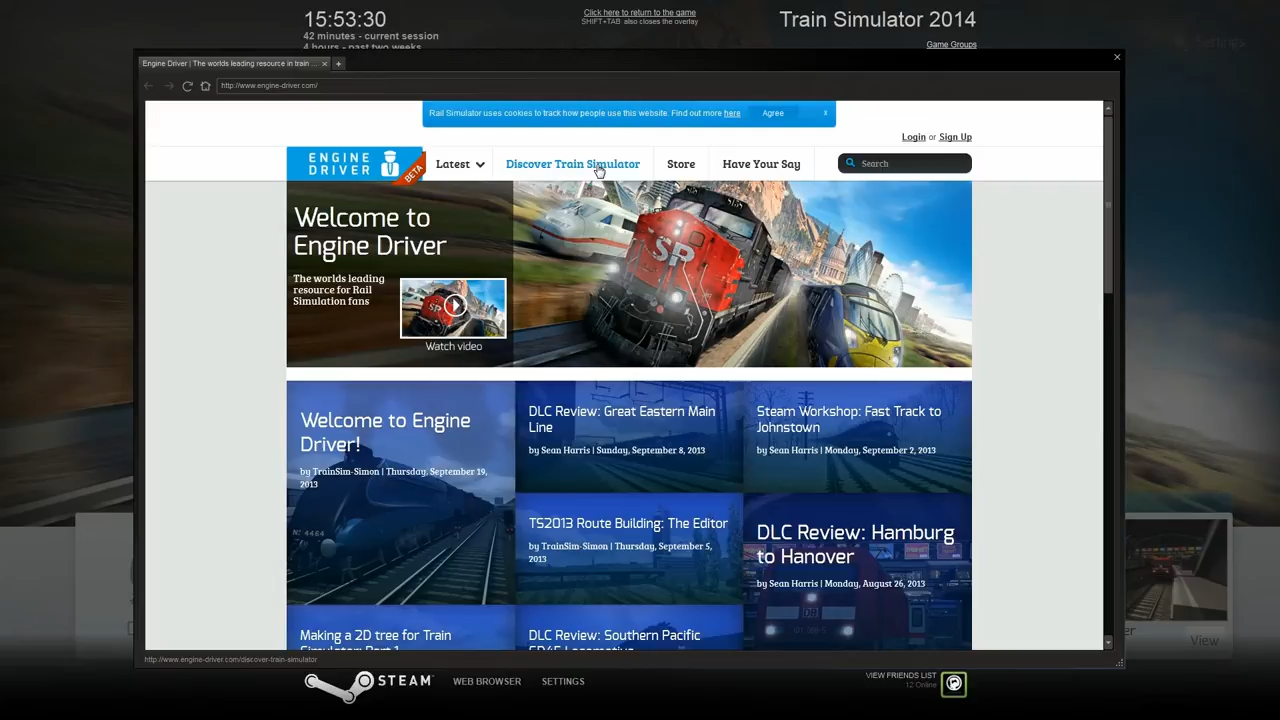 15:53:30
42 minutes - current session
4 hours - past two weeks
Click here to return to the game
SHIFT+TAB also closes the overlay
Train Simulator 2014
Game Groups
Settings
Engine Driver | The worlds leading resource in train ...
http://www.engine-driver.com/
Rail Simulator uses cookies to track how people use this website. Find out more here
Agree
x
Login or Sign Up
ENGINE
DRIVER
BETA
Latest
Discover Train Simulator
Store
Have Your Say
Search
Welcome to
Engine Driver
The worlds leading
resource for Rail
Simulation fans
Watch video
SP
Welcome to Engine
Driver!
by TrainSim-Simon | Thursday, September 19,
2013
No 4464
DLC Review: Great Eastern Main
Line
by Sean Harris | Sunday, September 8, 2013
Steam Workshop: Fast Track to
Johnstown
by Sean Harris | Monday, September 2, 2013
TS2013 Route Building: The Editor
by TrainSim-Simon | Thursday, September 5,
2013
DLC Review: Hamburg
to Hanover
by Sean Harris | Monday, August 26, 2013
DB
Making a 2D tree for Train
Simulator: Part 1
DLC Review: Southern Pacific
SD45 Locomotive
View
http://www.engine-driver.com/discover-train-simulator
STEAM
WEB BROWSER
SETTINGS
VIEW FRIENDS LIST
12 Online